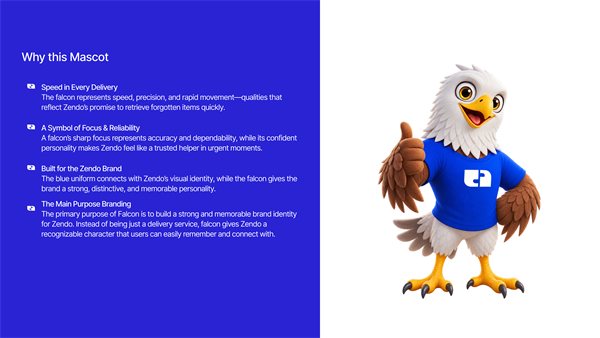 Why this Mascot
Speed in Every Delivery
The falcon represents speed, precision, and rapid movement—qualities that
reflect Zendo's promise to retrieve forgotten items quickly.
A Symbol of Focus & Reliability
A falcon's sharp focus represents accuracy and dependability, while its confident
personality makes Zendo feel like a trusted helper in urgent moments.
Built for the Zendo Brand
The blue uniform connects with Zendo's visual identity, while the falcon gives the
brand a strong, distinctive, and memorable personality.
The Main Purpose Branding
The primary purpose of Falcon is to build a strong and memorable brand identity
for Zendo. Instead of being just a delivery service, falcon gives Zendo a
recognizable character that users can easily remember and connect with.